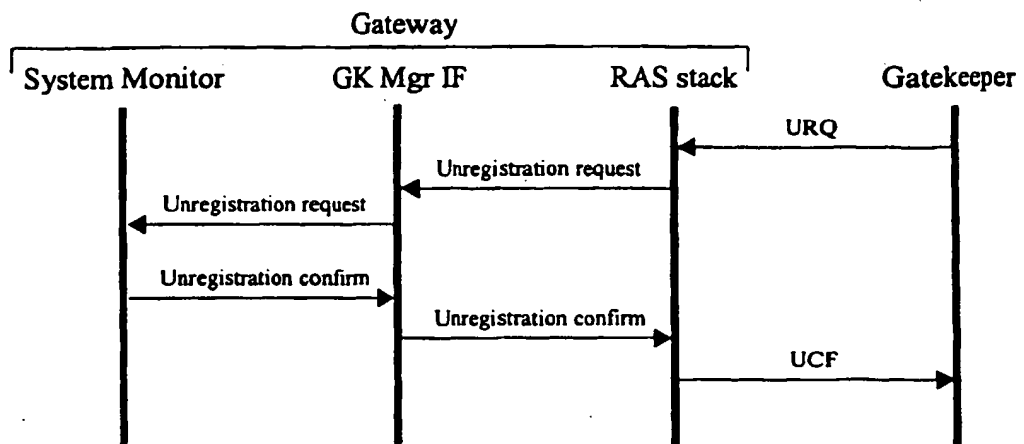 Gateway
System Monitor GK Mgr IF RAS stack Gatekeeper
URQ
Unregistration request
Unregistration request
Unregistration confirm
Unregistration confirm
UCF